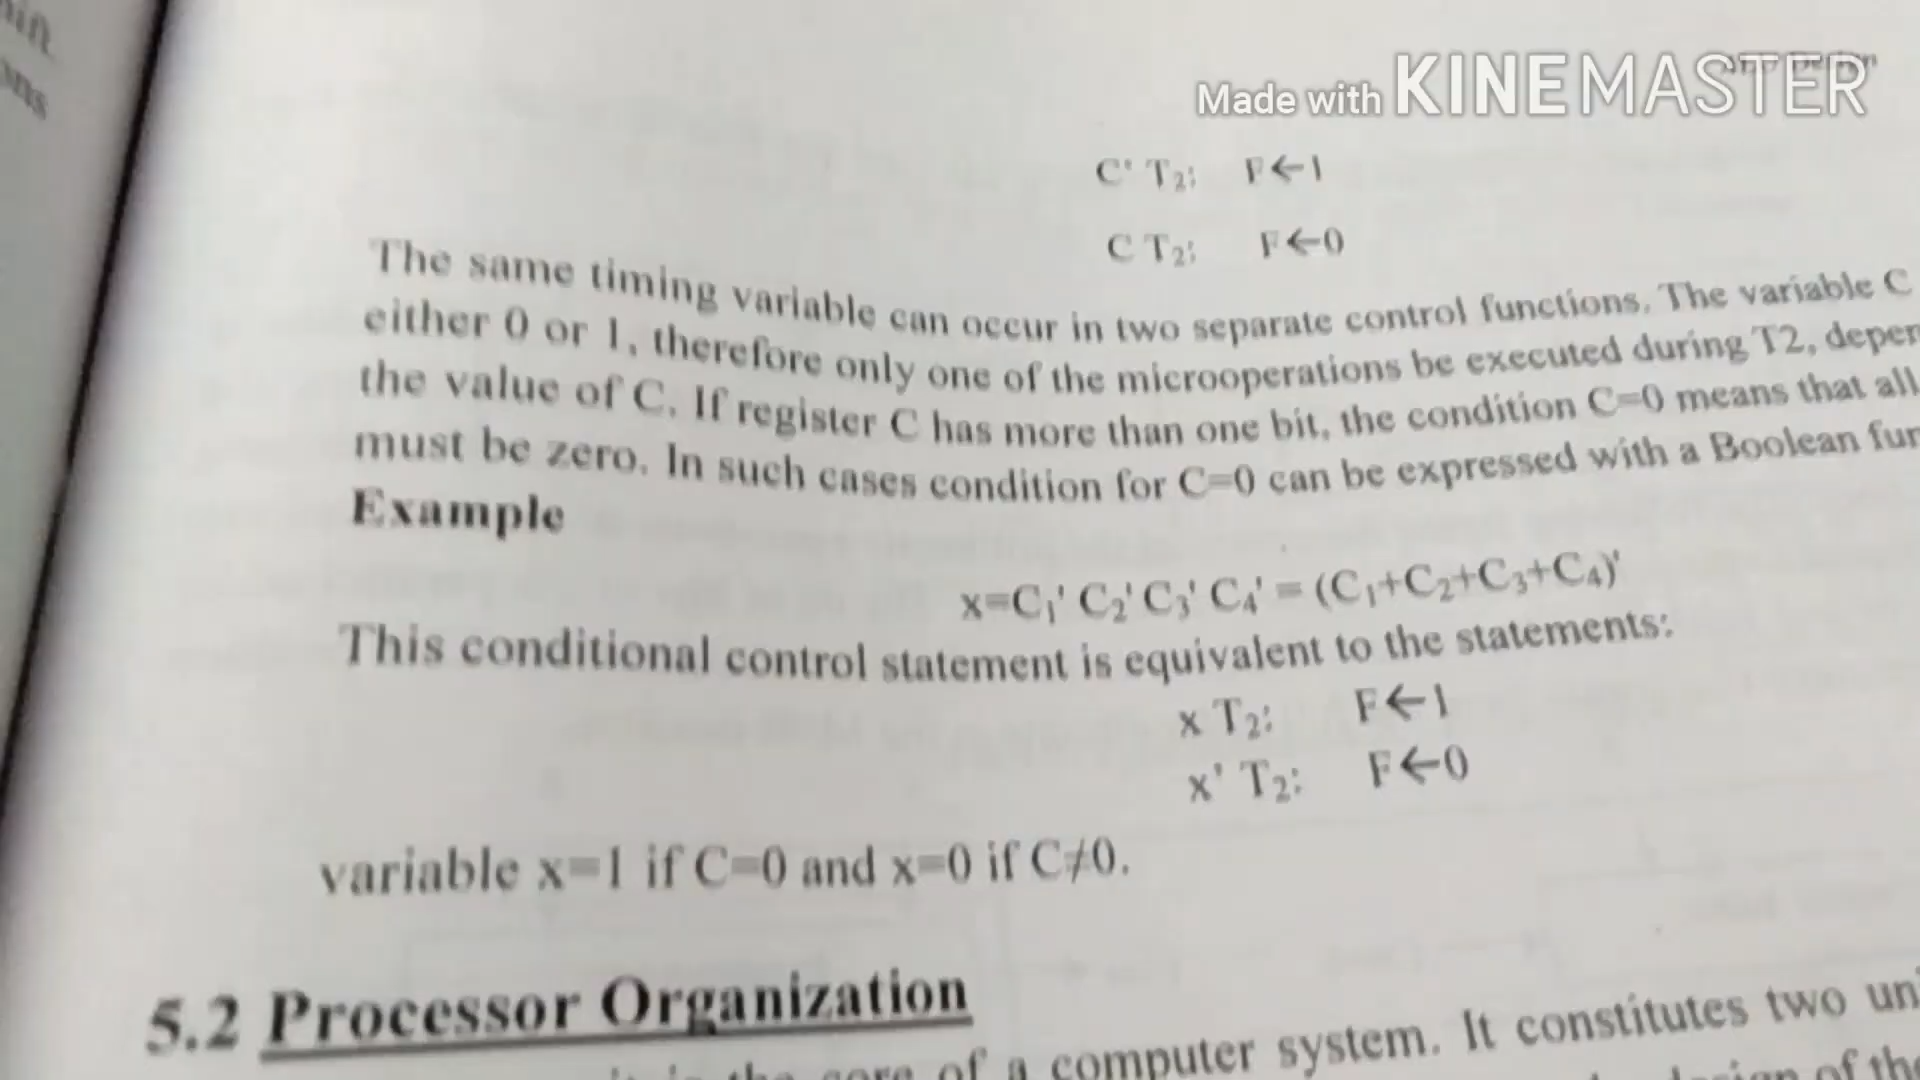 Made with KINEMASTER
C' T₂: F←1
C T₂: F←0
The same timing variable can occur in two separate control functions. The variable C
either 0 or 1, therefore only one of the microoperations be executed during T2,
the value of C. If register C has more than one bit, the condition C=0 means that all
must be zero. In such cases condition for C=0 can be expressed with a Boolean
Example
x=C₁' C₂' C₃' C₄' = (C₁+C₂+C₃+C₄)'
This conditional control statement is equivalent to the statements:
x T₂: F←1
x' T₂: F←0
variable x=1 if C=0 and x=0 if C≠0.
5.2 Processor Organization
core of a computer system. It constitutes two
of the